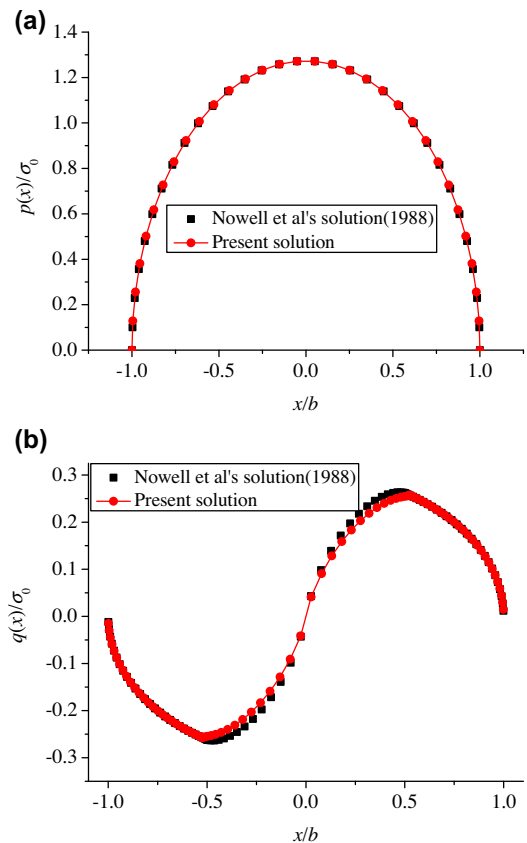 (a)
1.4
1.2
1.0
0.8
0.6
0.4
0.2
0.0
p(x)/σ₀
Nowell et al's solution(1988)
Present solution
-1.0 -0.5 0.0 0.5 1.0
x/b
(b)
0.3
0.2
0.1
0.0
-0.1
-0.2
-0.3
q(x)/σ₀
Nowell et al's solution(1988)
Present solution
-1.0 -0.5 0.0 0.5 1.0
x/b